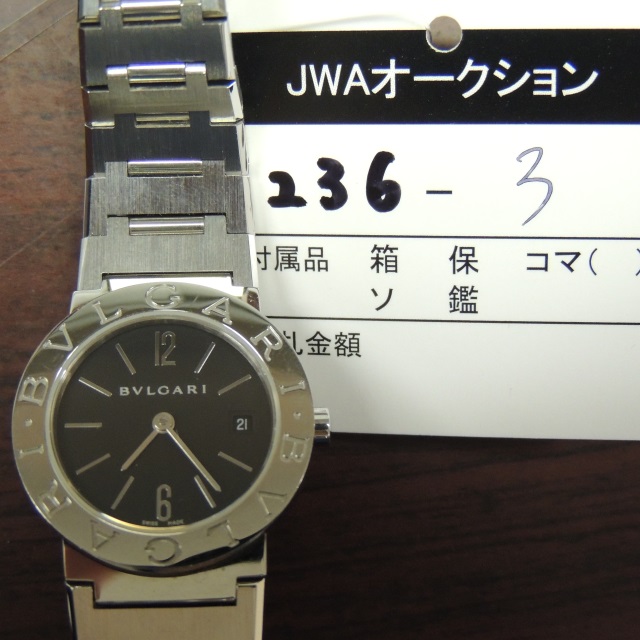 JWAオークション
236 - 3
付属品 箱 保 コマ( )
ソ 鑑
札金額
BVLGARI BVLGARI
12
BVLGARI
21
6
SWISS MADE